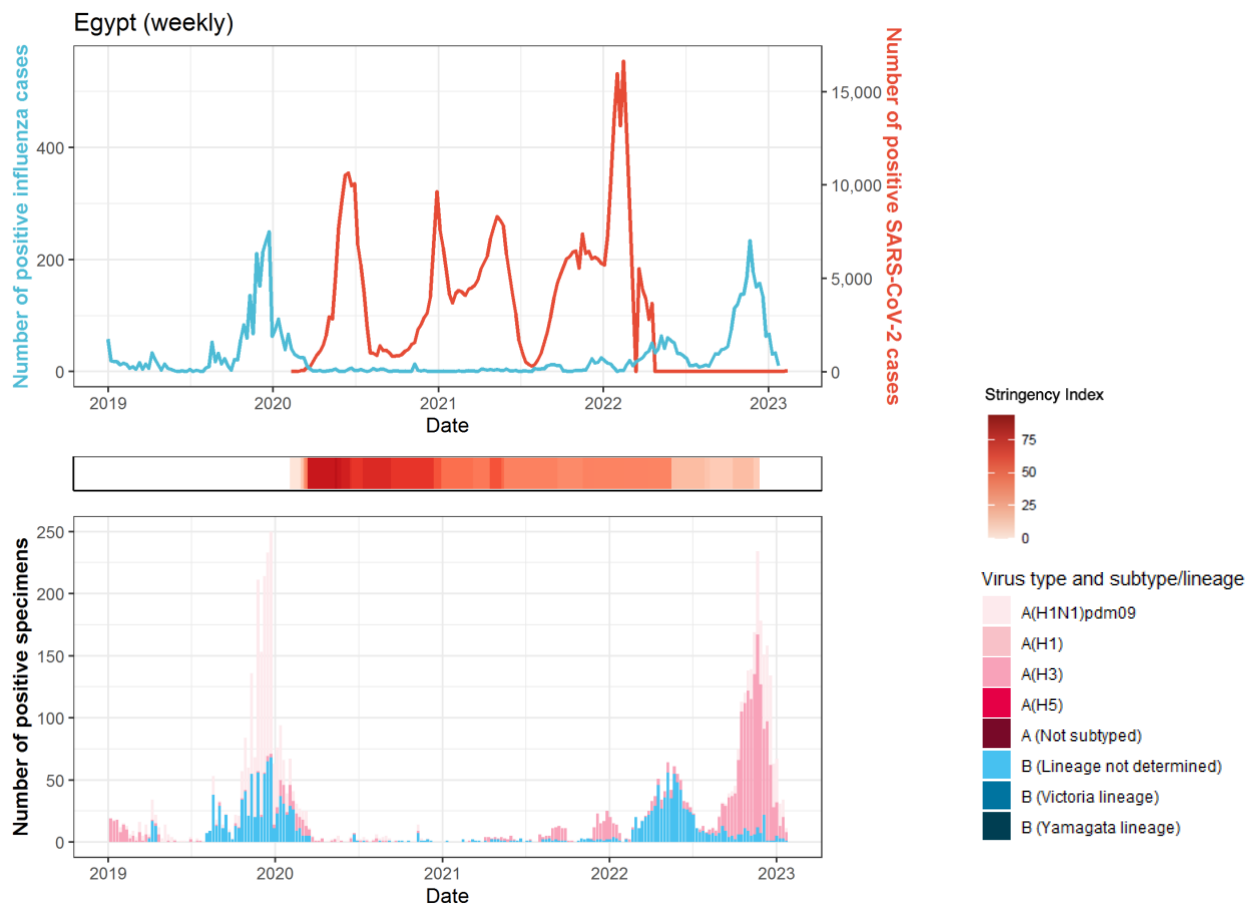 Egypt (weekly)
Number of positive influenza cases
Number of positive SARS-CoV-2 cases
400
200
0
15,000
10,000
5,000
0
2019 2020 2021 2022 2023
Date
Stringency Index
75
50
25
0
Number of positive specimens
250
200
150
100
50
0
2019 2020 2021 2022 2023
Date
Virus type and subtype/lineage
A(H1N1)pdm09
A(H1)
A(H3)
A(H5)
A (Not subtyped)
B (Lineage not determined)
B (Victoria lineage)
B (Yamagata lineage)